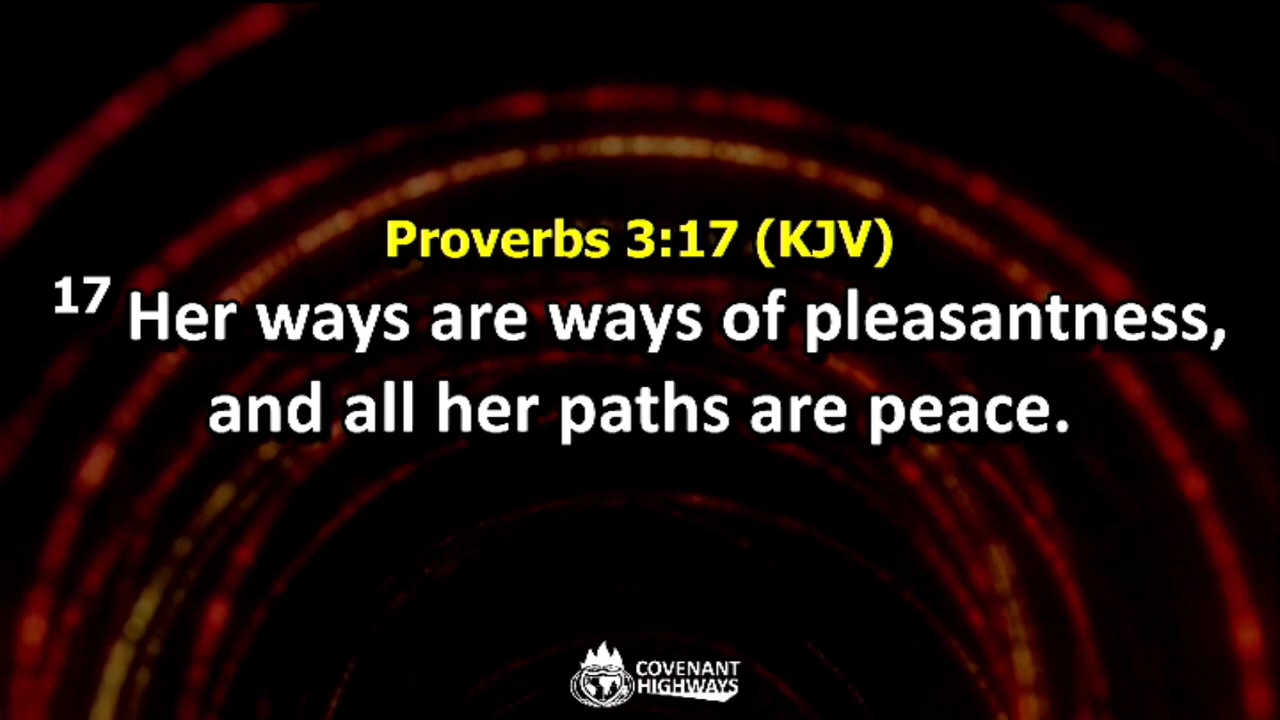 Proverbs 3:17 (KJV)
17 Her ways are ways of pleasantness,
and all her paths are peace.
COVENANT
HIGHWAYS